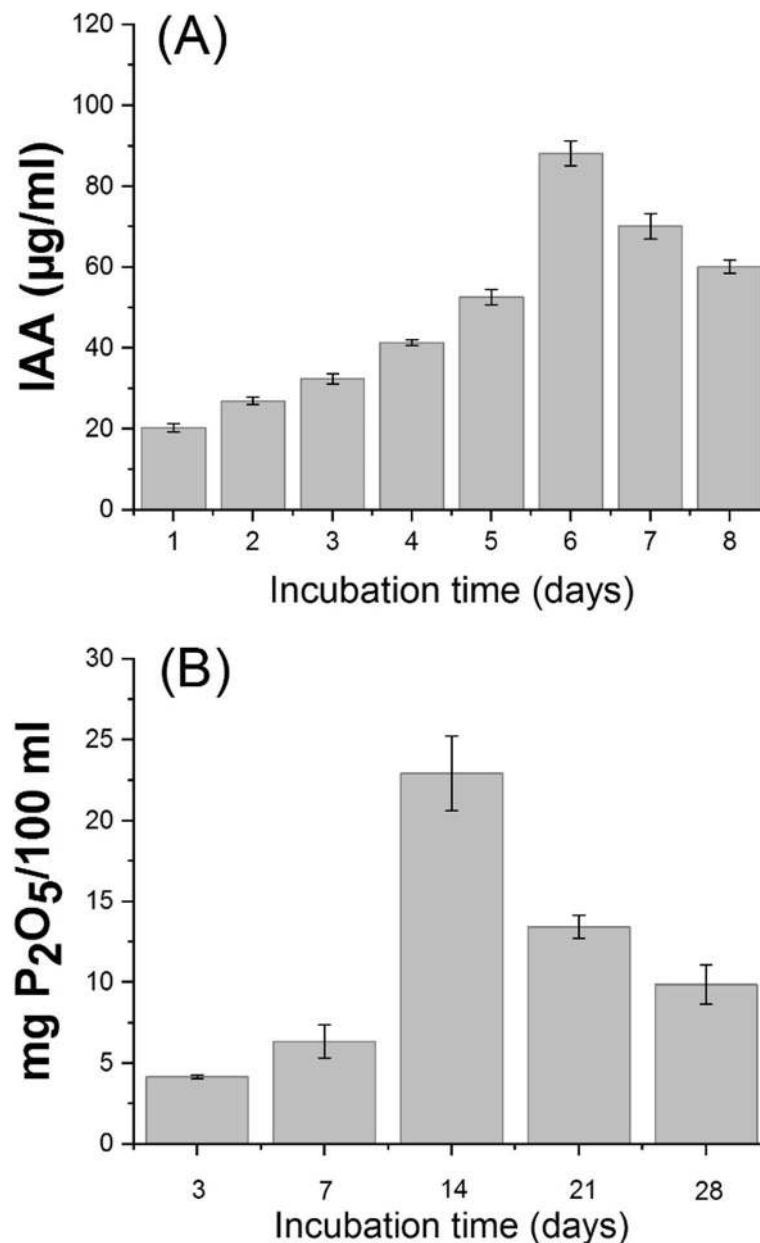 (A)
IAA (µg/ml)
120
100
80
60
40
20
0
1 2 3 4 5 6 7 8
Incubation time (days)
(B)
mg P₂O₅/100 ml
30
25
20
15
10
5
0
3 7 14 21 28
Incubation time (days)